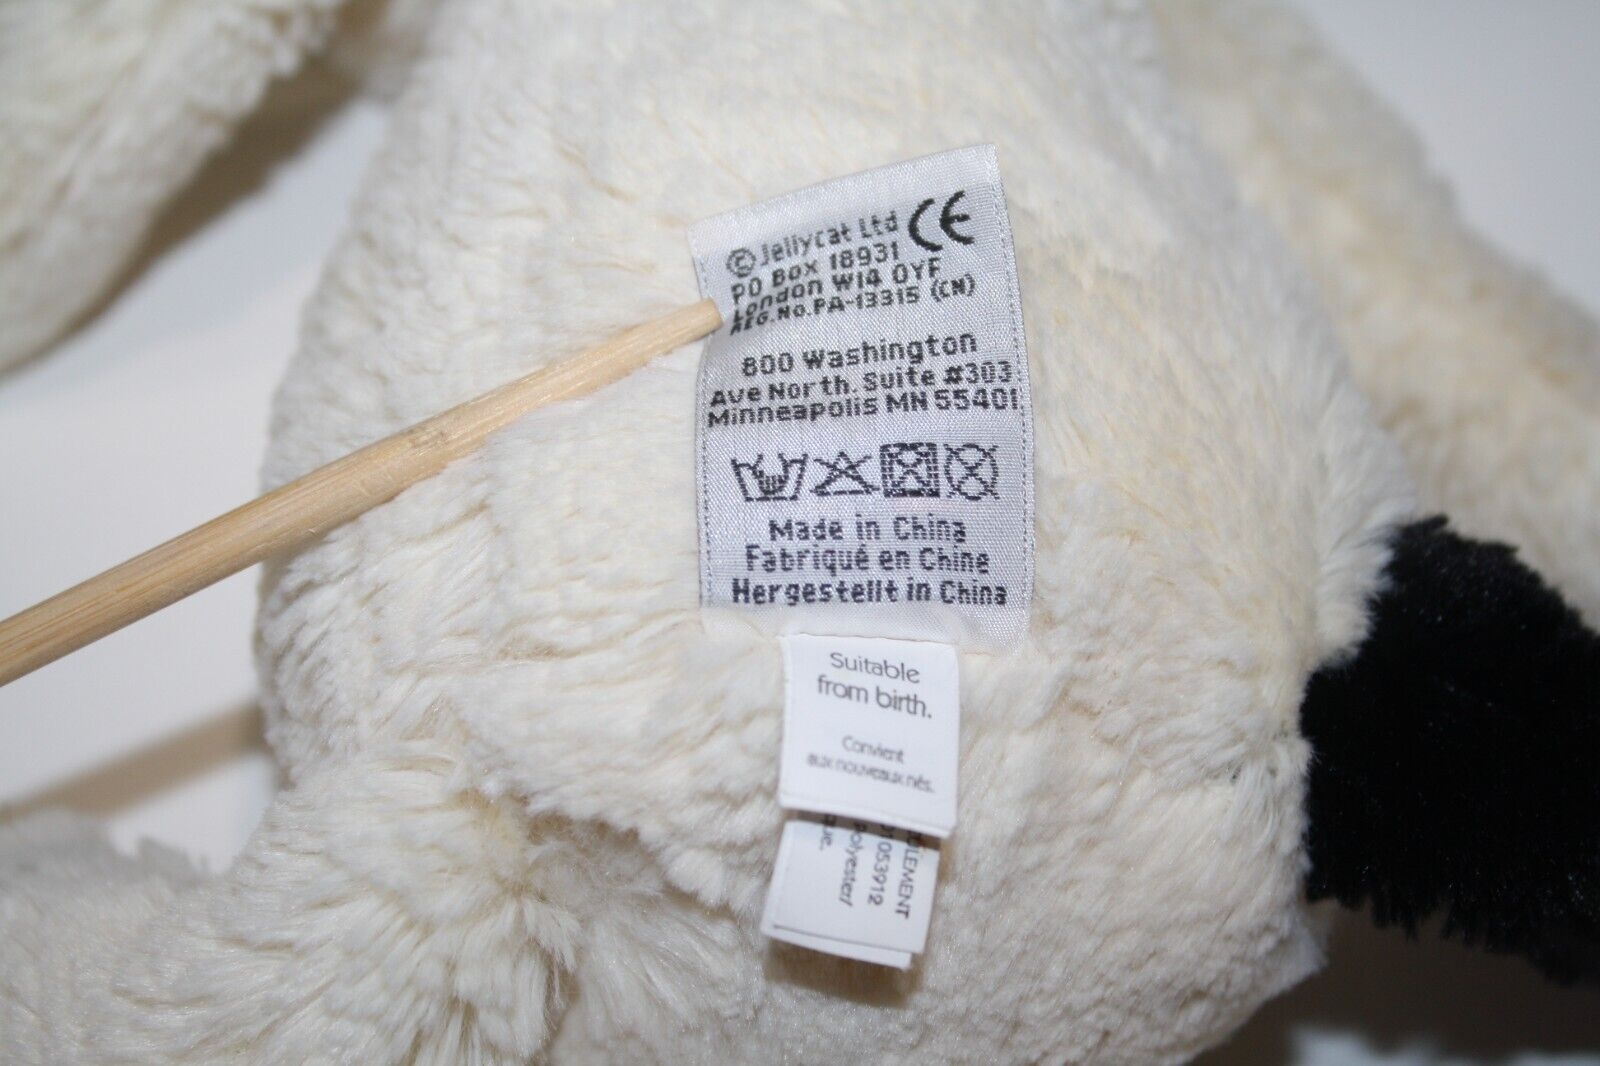 © Jellycat Ltd CE
PO Box 18931
London W14 0YF
REG.NO.PA-13315 (CN)
800 Washington
Ave North, Suite #303
Minneapolis MN 55401
Made in China
Fabriqué en Chine
Hergestellt in China
Suitable
from birth.
Convient
aux nouveaux nés.
053912
Polyester/